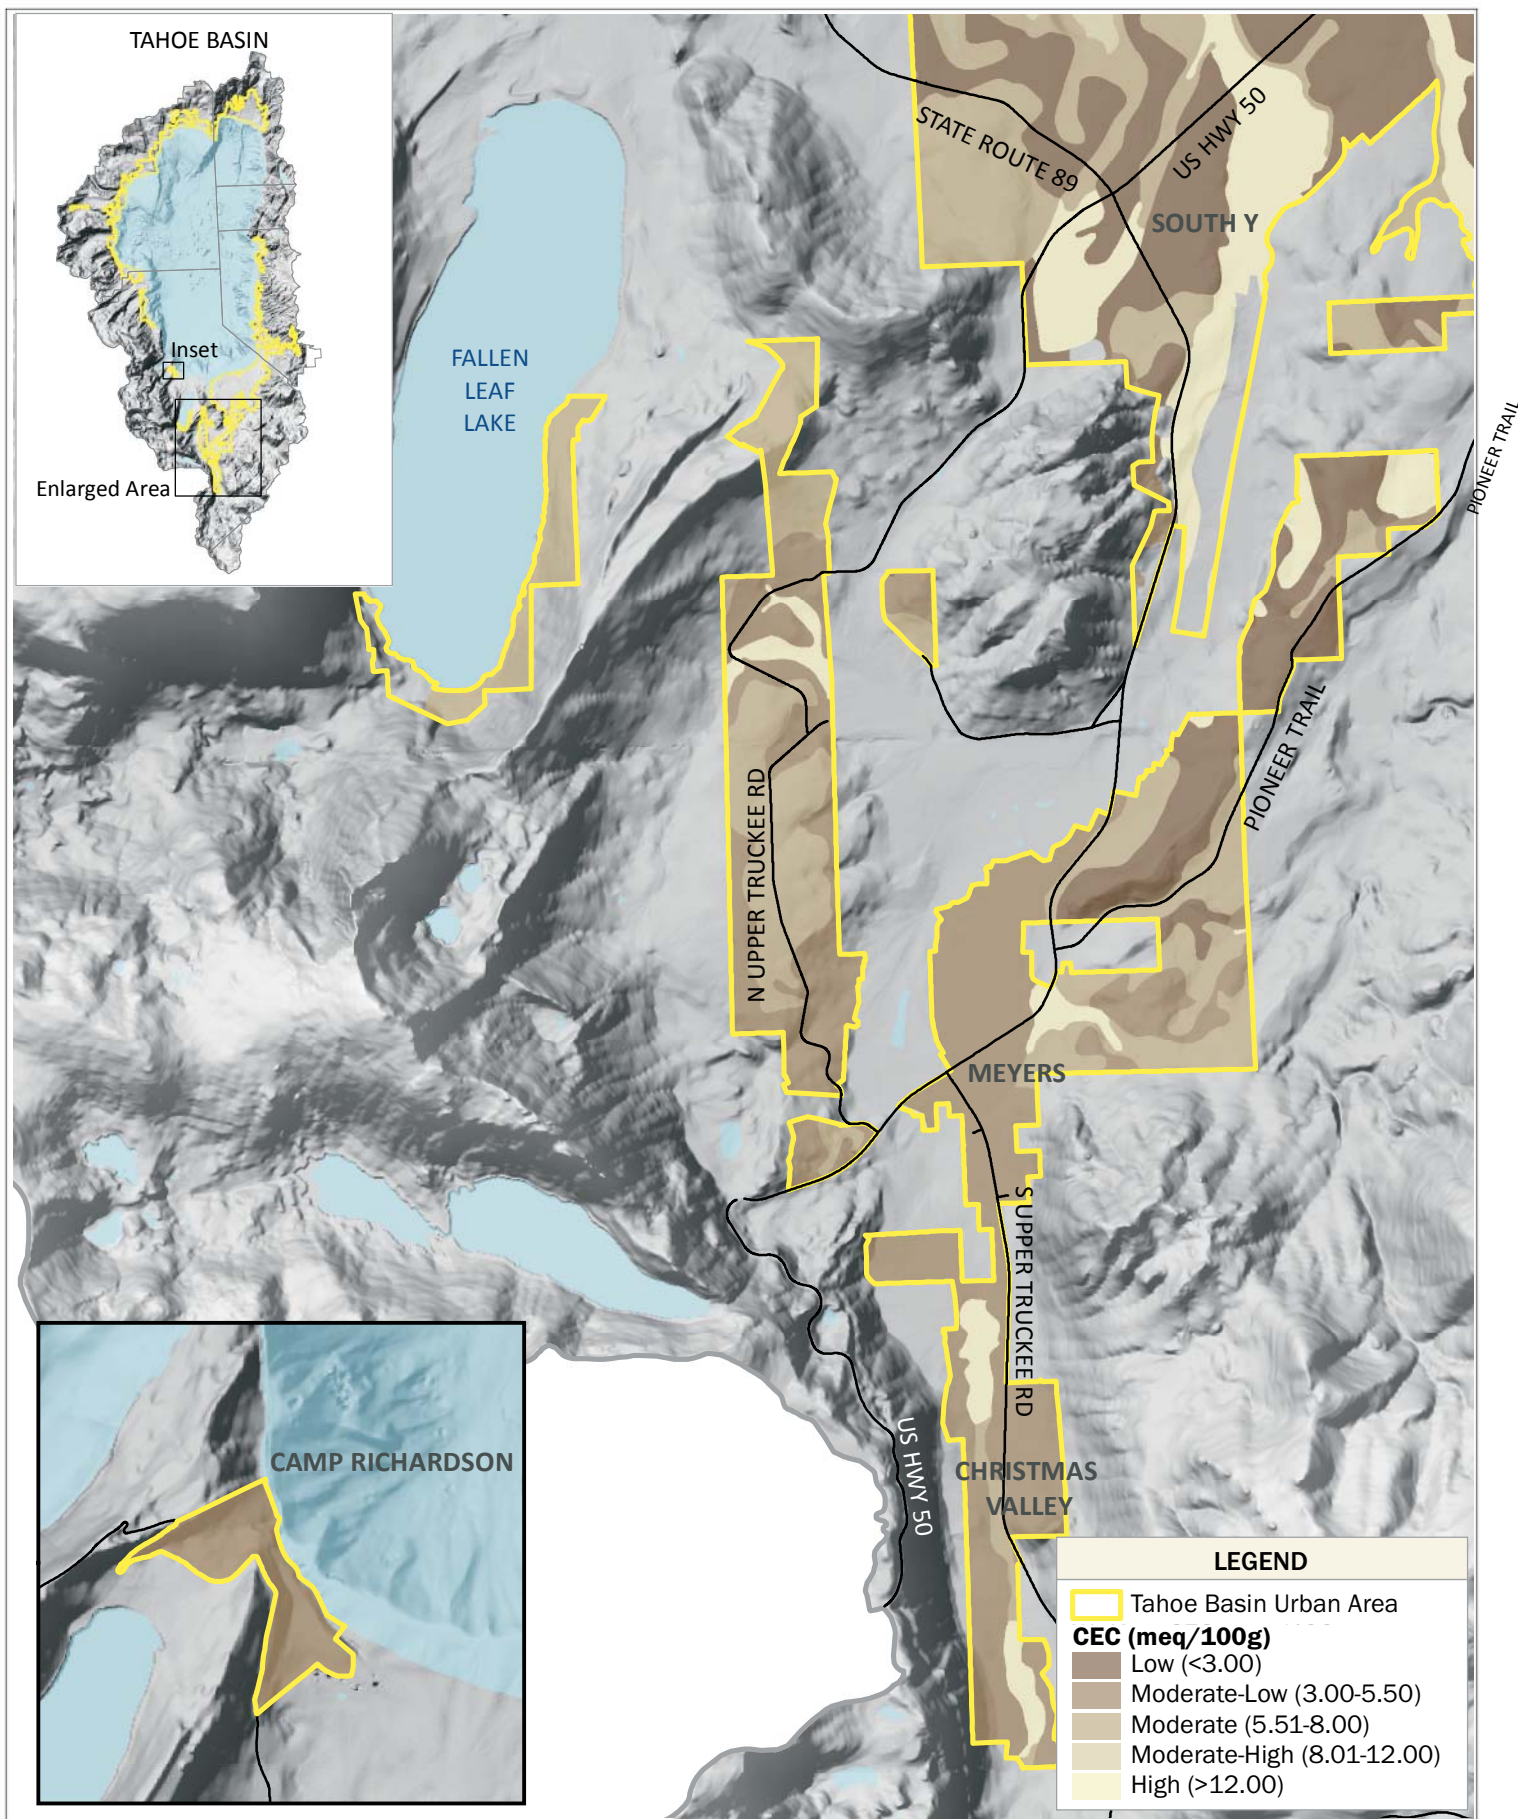 TAHOE BASIN
Inset
Enlarged Area
FALLEN
LEAF
LAKE
STATE ROUTE 89
US HWY 50
SOUTH Y
PIONEER TRAIL
PIONEER TRAIL
N UPPER TRUCKEE RD
MEYERS
S UPPER TRUCKEE RD
US HWY 50
CHRISTMAS
VALLEY
CAMP RICHARDSON
LEGEND
Tahoe Basin Urban Area
CEC (meq/100g)
Low (<3.00)
Moderate-Low (3.00-5.50)
Moderate (5.51-8.00)
Moderate-High (8.01-12.00)
High (>12.00)